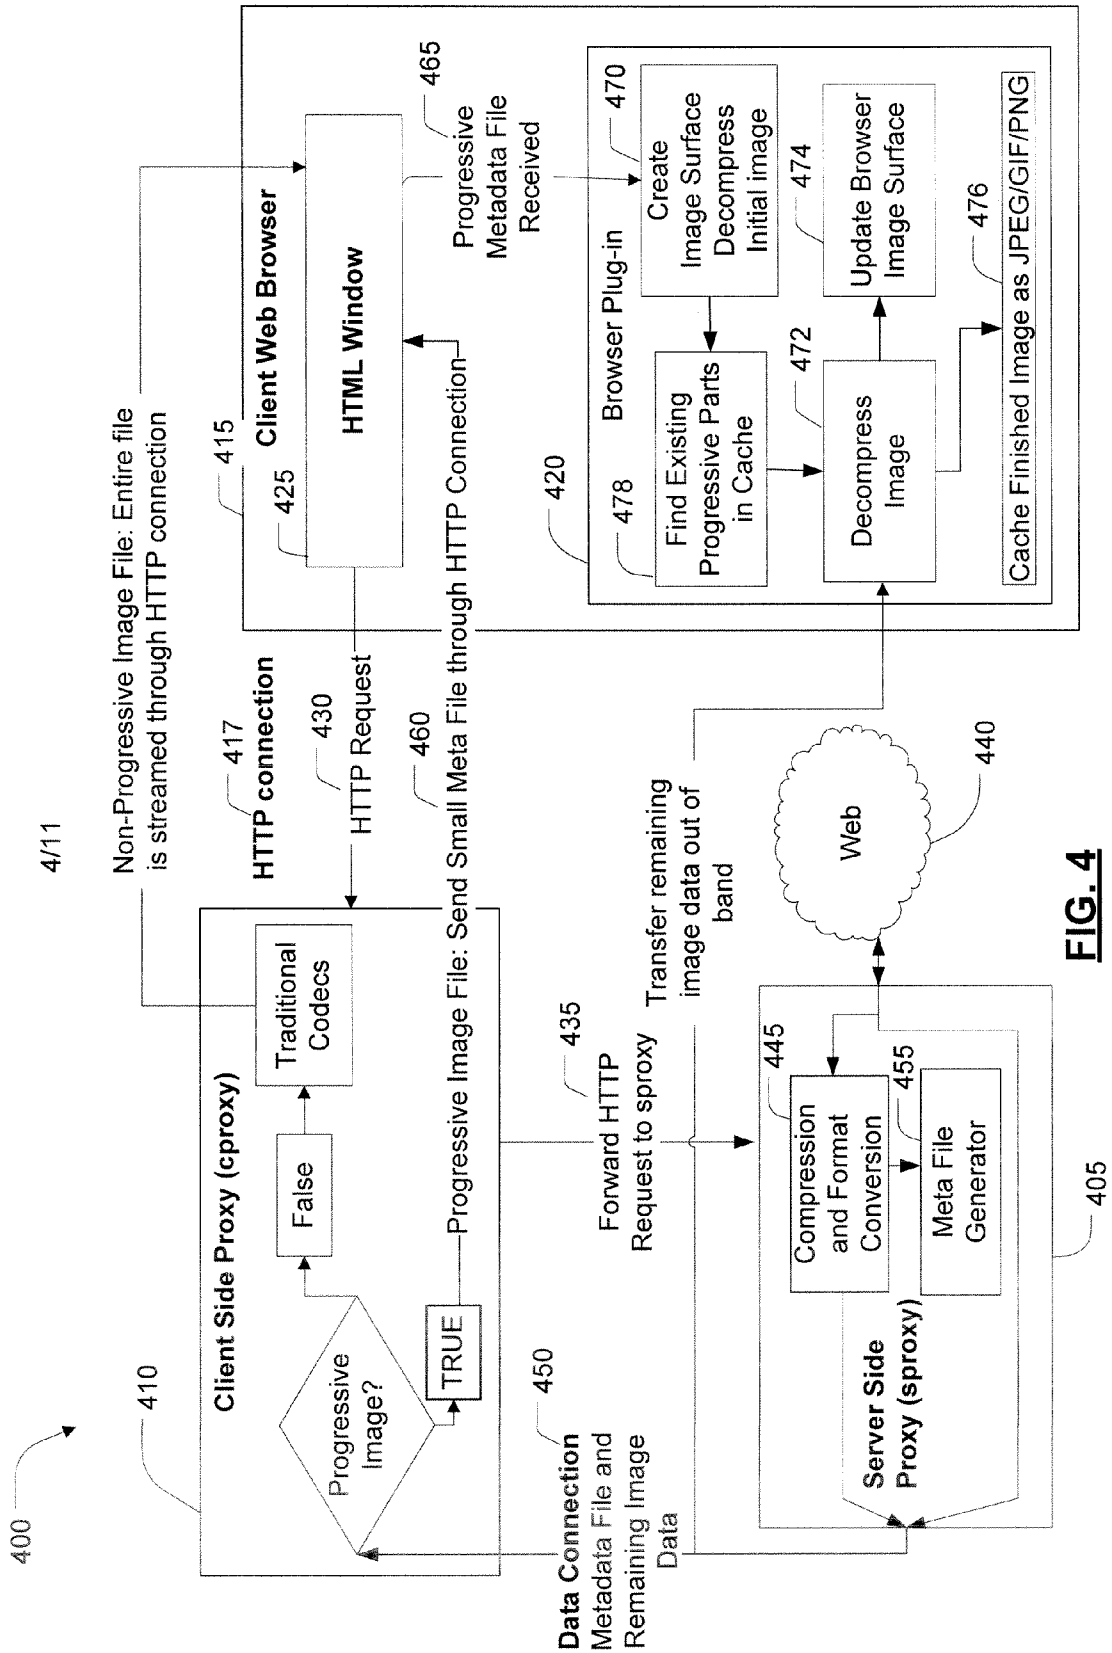 4/11
400
410
Client Side Proxy (cproxy)
Progressive
Image?
False
TRUE
Traditional
Codecs
Non-Progressive Image File: Entire file
is streamed through HTTP connection
417
HTTP connection
430
HTTP Request
460
Progressive Image File: Send Small Meta File through HTTP Connection
415
Client Web Browser
425
HTML Window
465
Progressive
Metadata File
Received
420
Browser Plug-in
470
Create
Image Surface
Decompress
Initial image
478
Find Existing
Progressive Parts
in Cache
472
Decompress
Image
474
Update Browser
Image Surface
476
Cache Finished Image as JPEG/GIF/PNG
450
Data Connection
Metadata File and
Remaining Image
Data
435
Forward HTTP
Request to sproxy
Transfer remaining
image data out of
band
445
Compression
and Format
Conversion
455
Meta File
Generator
Server Side
Proxy (sproxy)
405
Web
440
FIG. 4